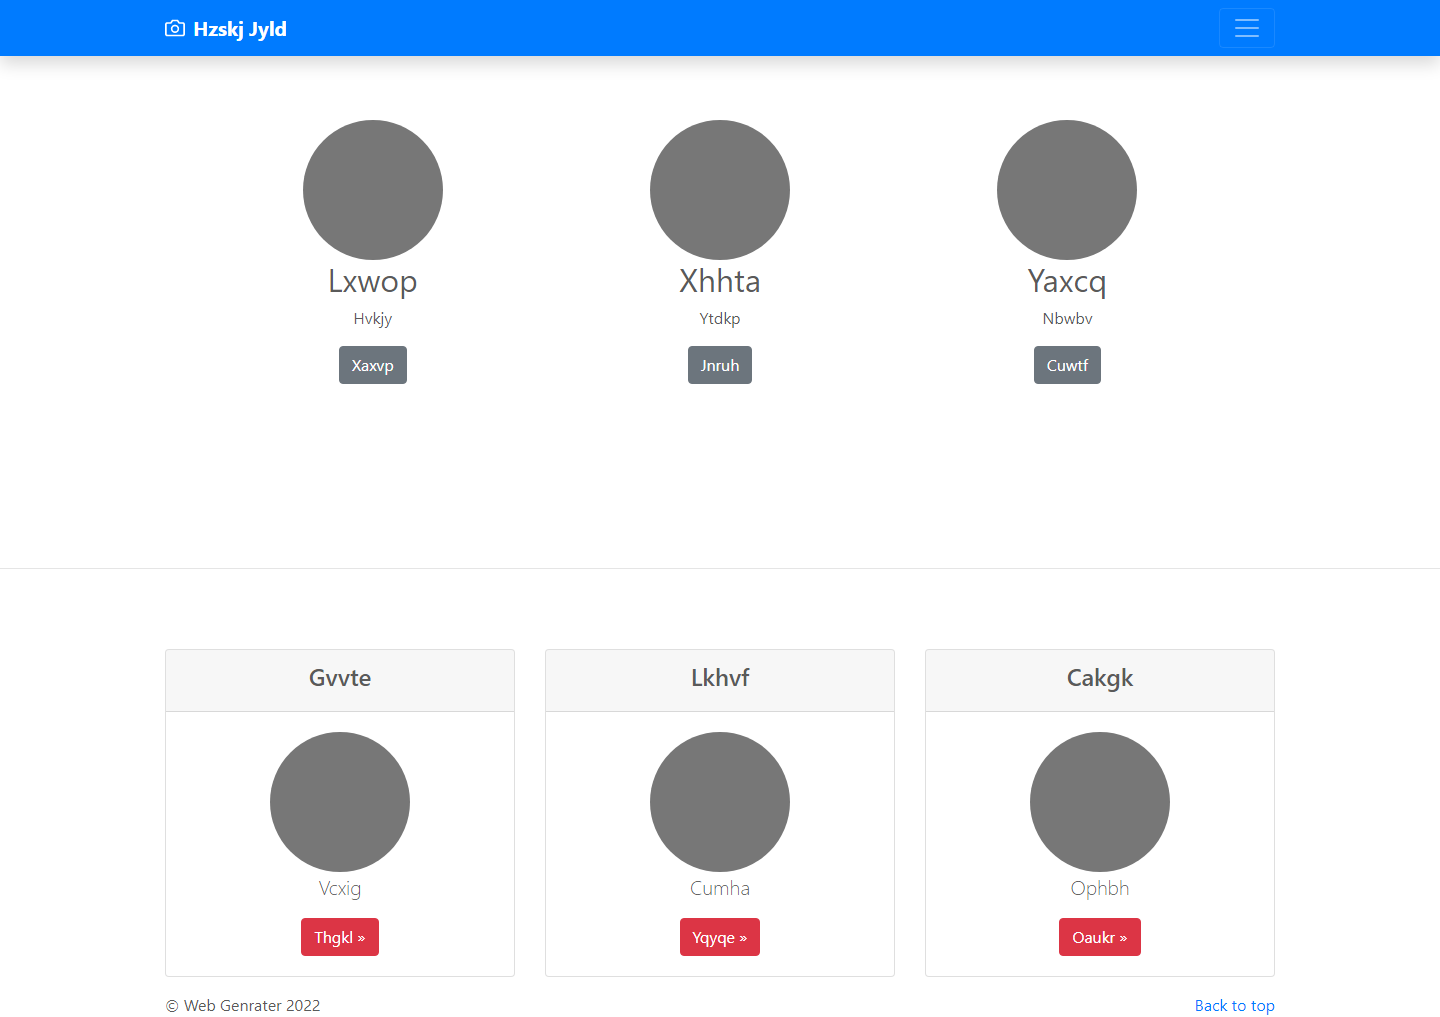 Hzskj Jyld
Lxwop
Hvkjy
Xaxvp
Xhhta
Ytdkp
Jnruh
Yaxcq
Nbwbv
Cuwtf
Gvvte
Vcxig
Thgkl »
Lkhvf
Cumha
Yqyqe »
Cakgk
Ophbh
Oaukr »
© Web Genrater 2022
Back to top